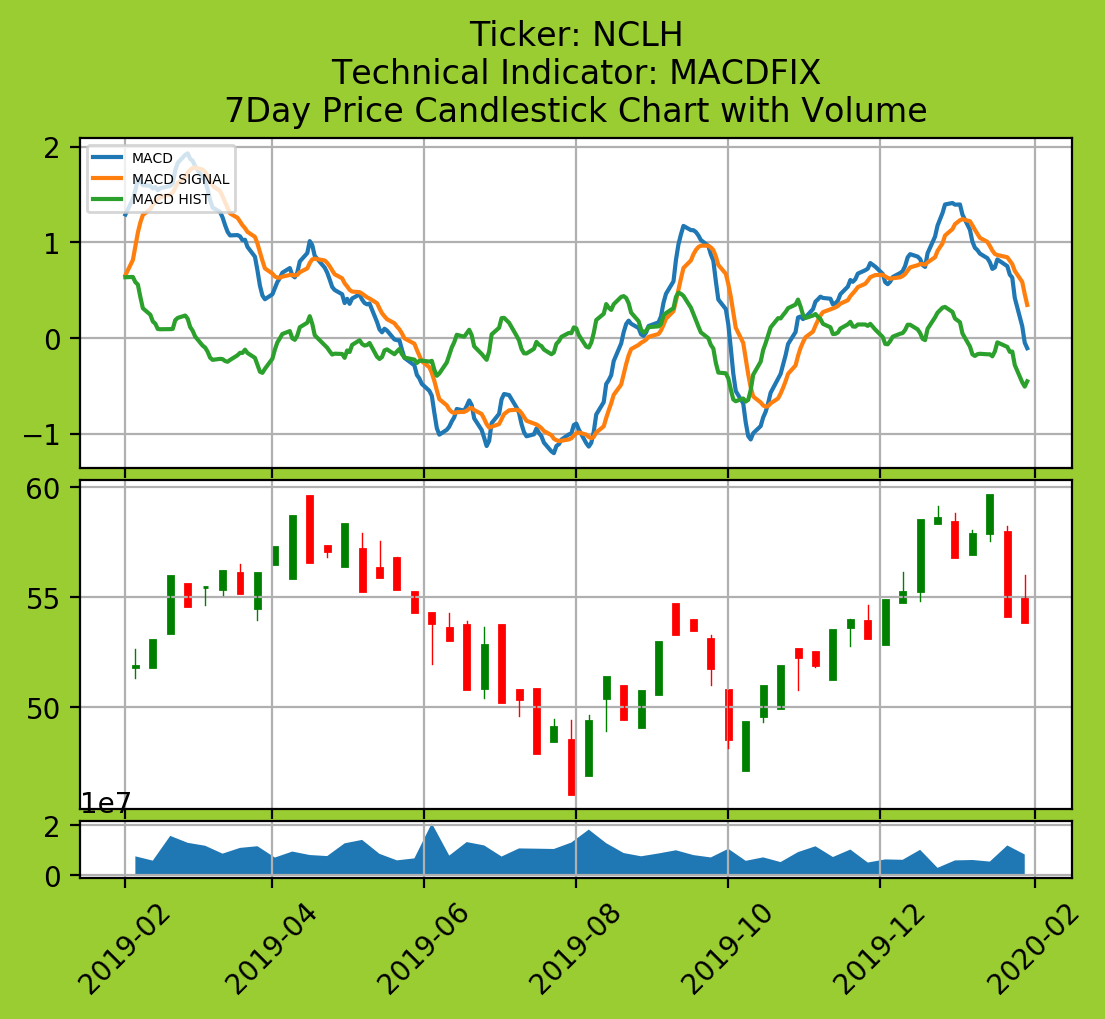 Ticker: NCLH
Technical Indicator: MACDFIX
7Day Price Candlestick Chart with Volume
MACD
MACD SIGNAL
MACD HIST
2
1
0
−1
60
55
50
1e7
2
0
2019-02
2019-04
2019-06
2019-08
2019-10
2019-12
2020-02